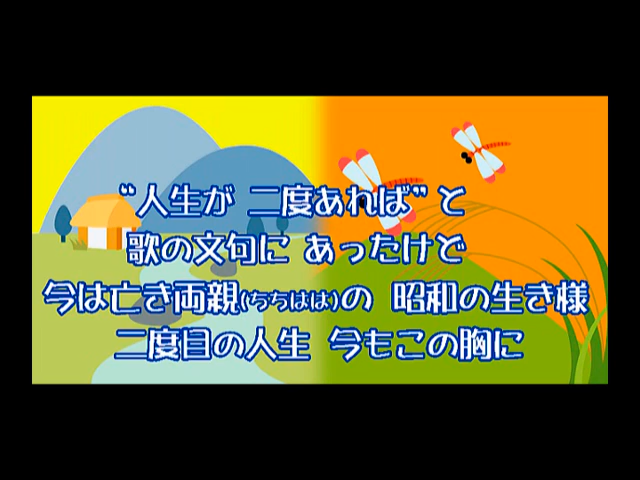 “人生が 二度あれば”と
歌の文句に あったけど
今は亡き両親(ちちはは)の 昭和の生き様
二度目の人生 今もこの胸に